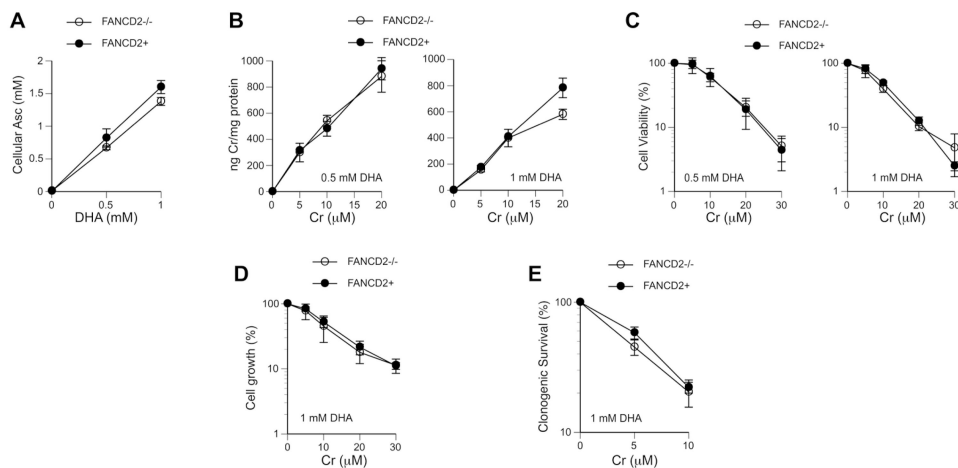 A
FANCD2-/-
FANCD2+
Cellular Asc (mM)
2
1.5
1
0.5
0
0
0.5
1
DHA (mM)
B
FANCD2-/-
FANCD2+
ng Cr/mg protein
1000
800
600
400
200
0
0.5 mM DHA
0
5
10
20
Cr (µM)
1000
800
600
400
200
0
1 mM DHA
0
5
10
20
Cr (µM)
C
FANCD2-/-
FANCD2+
Cell Viability (%)
100
10
1
0.5 mM DHA
0
10
20
30
Cr (µM)
100
10
1
1 mM DHA
0
10
20
30
Cr (µM)
D
FANCD2-/-
FANCD2+
Cell growth (%)
100
10
1
1 mM DHA
0
10
20
30
Cr (µM)
E
FANCD2-/-
FANCD2+
Clonogenic Survival (%)
100
10
1 mM DHA
0
5
10
Cr (µM)